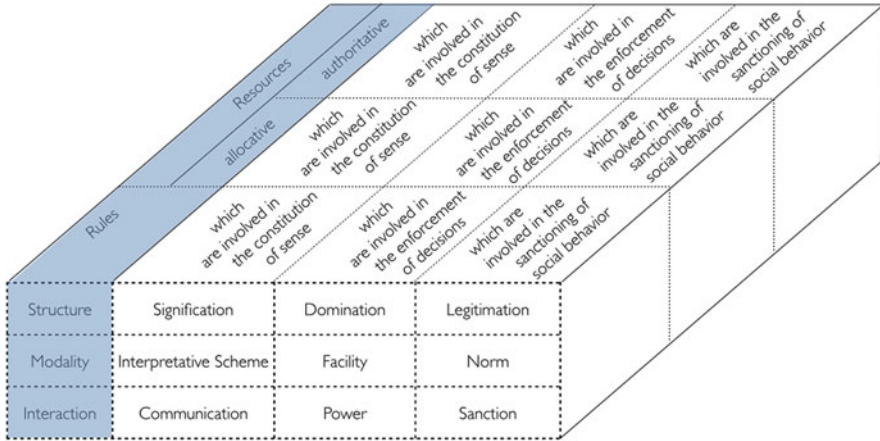 Resources
authoritative
which
are involved in
the constitution
of sense
which
are involved in
the enforcement
of decisions
which are
involved in the
sanctioning of
social behavior
allocative
which
are involved in
the constitution
of sense
which
are involved in
the enforcement
of decisions
which are
involved in the
sanctioning of
social behavior
Rules
which
are involved in
the constitution
of sense
which
are involved in
the enforcement
of decisions
which are
involved in the
sanctioning of
social behavior
Structure Signification Domination Legitimation
Modality Interpretative Scheme Facility Norm
Interaction Communication Power Sanction